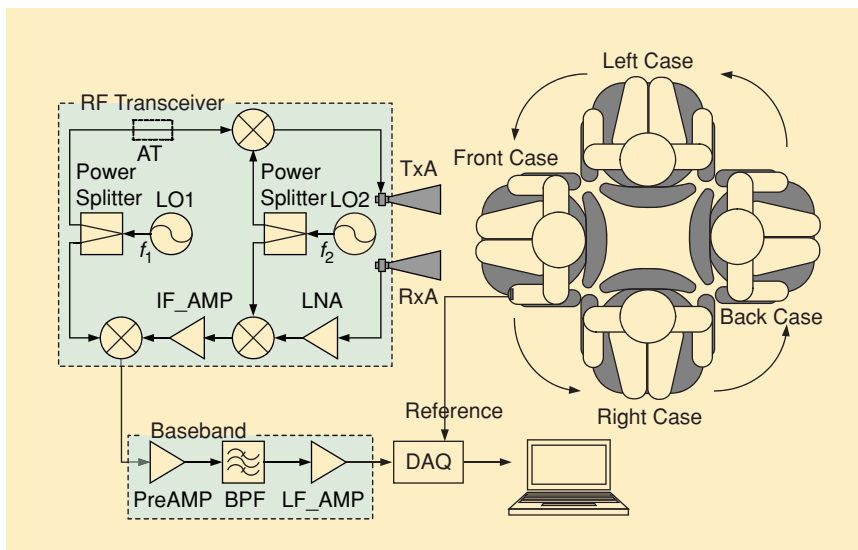 Left Case
RF Transceiver
AT
Power
Splitter
LO1
f1
Power
Splitter
LO2
f2
TxA
Front Case
RxA
IF_AMP
LNA
Back Case
Right Case
Reference
Baseband
PreAMP
BPF
LF_AMP
DAQ